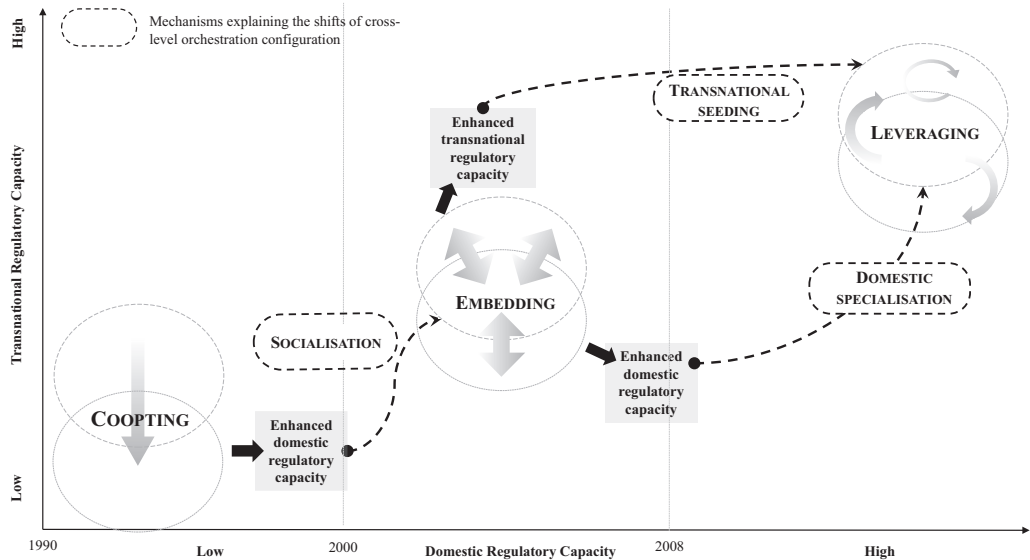 Mechanisms explaining the shifts of cross-
level orchestration configuration
High
Transnational Regulatory Capacity
Low
TRANSNATIONAL
SEEDING
Enhanced
transnational
regulatory
capacity
LEVERAGING
DOMESTIC
SPECIALISATION
EMBEDDING
SOCIALISATION
Enhanced
domestic
regulatory
capacity
COOPTING
Enhanced
domestic
regulatory
capacity
1990
2000
2008
Low
Domestic Regulatory Capacity
High